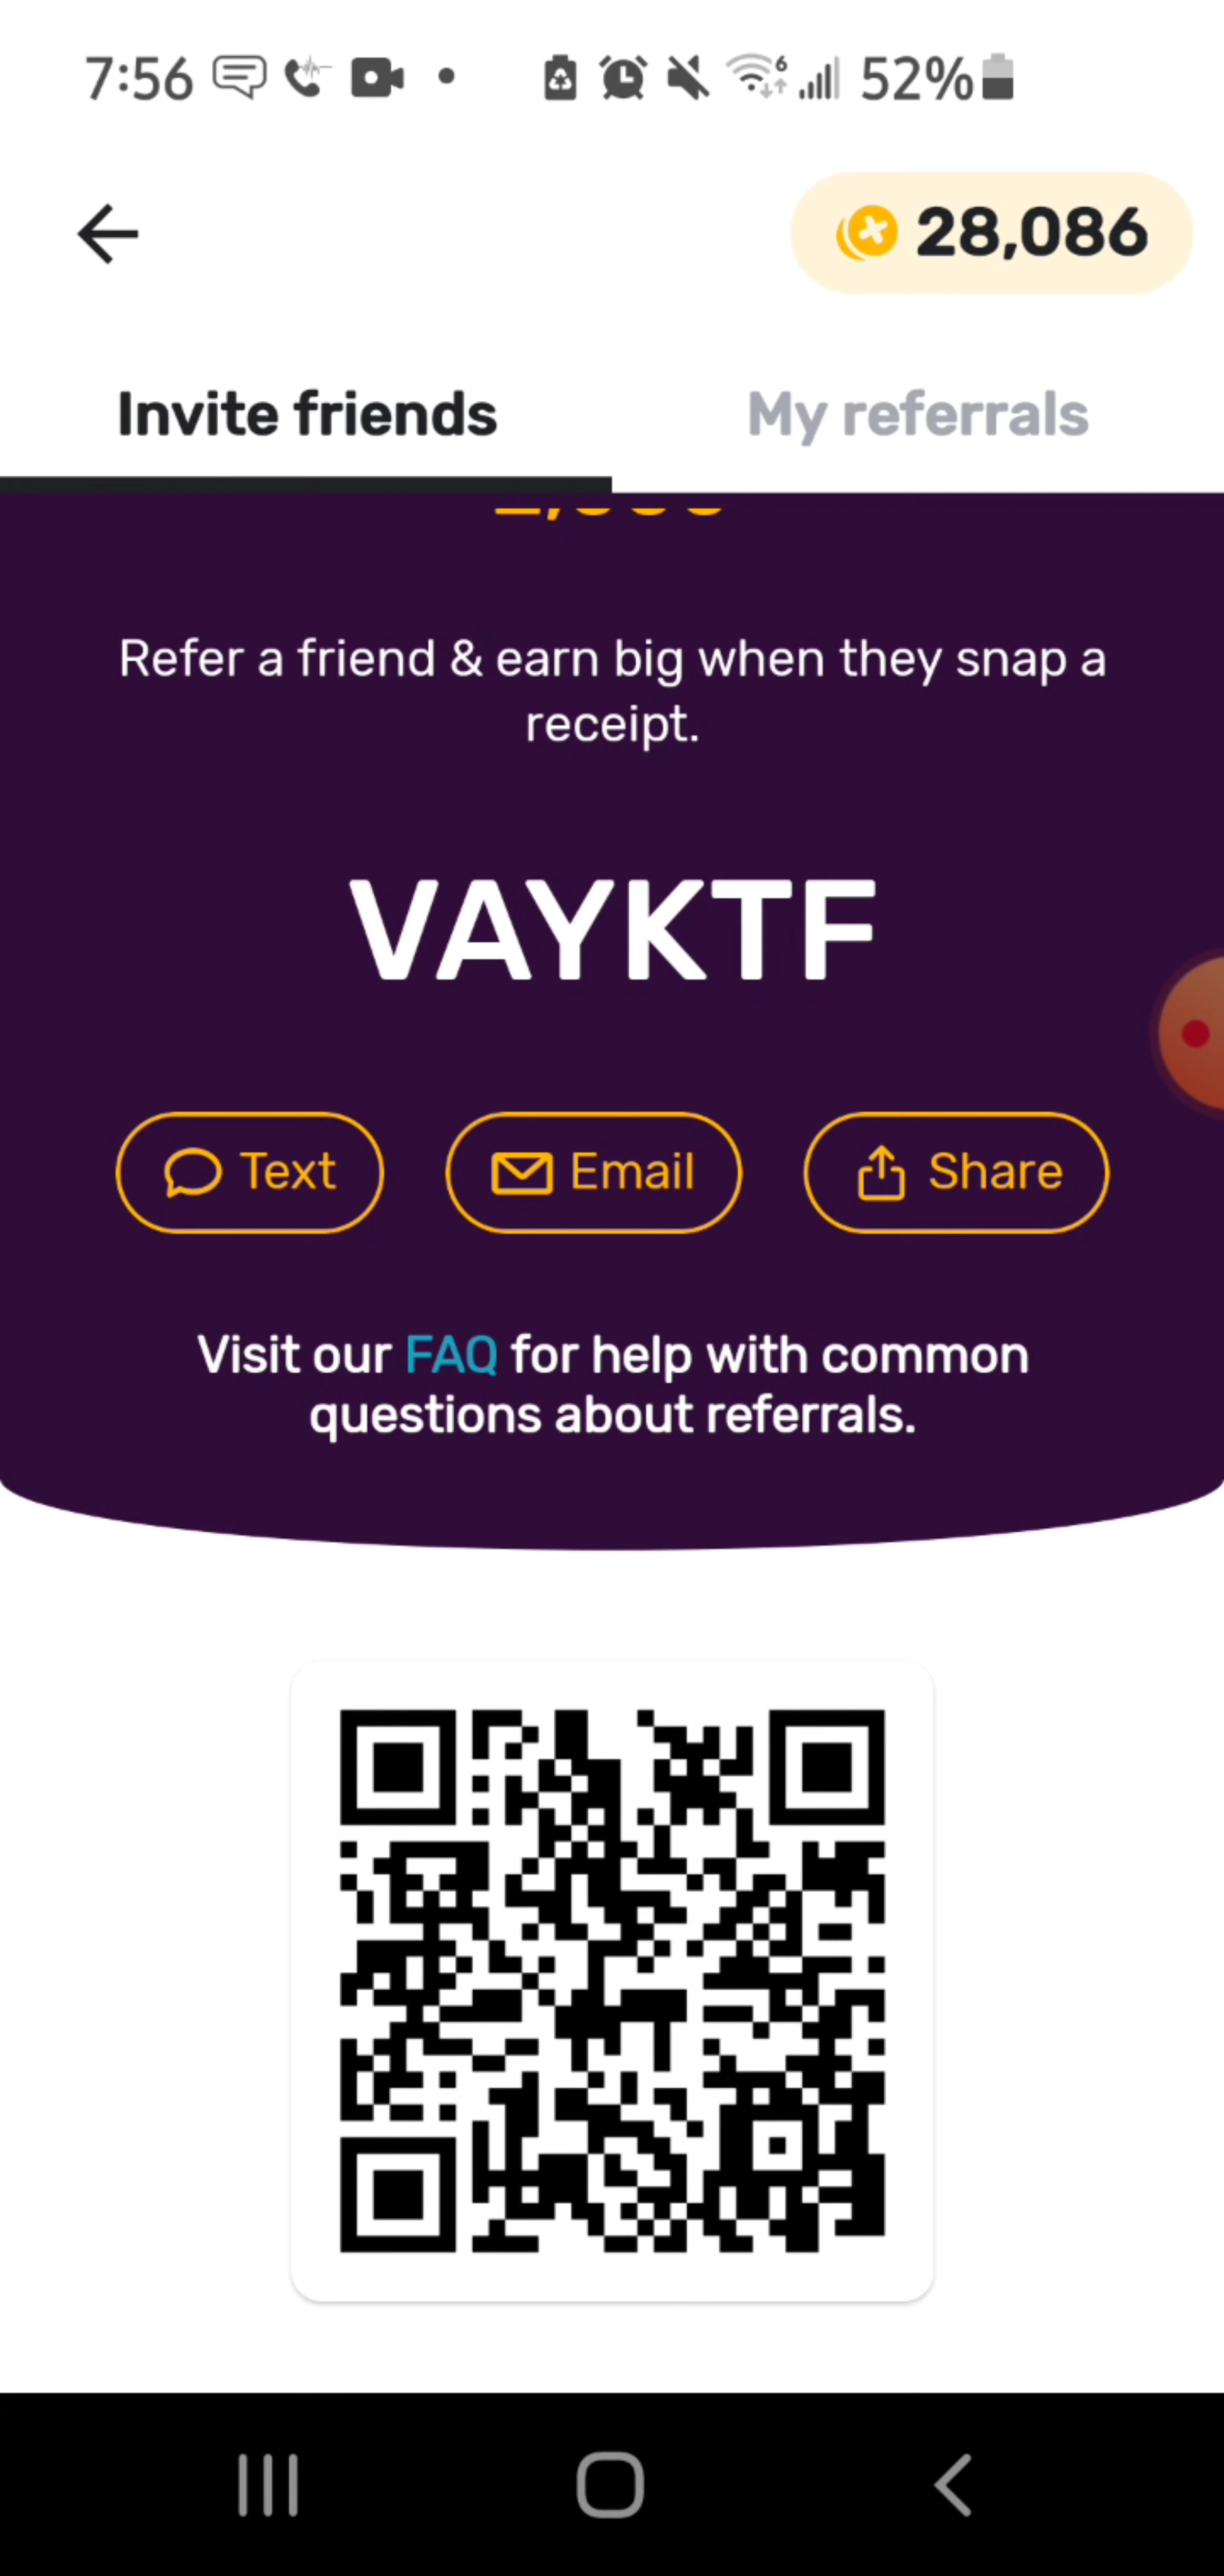 7:56 52%
28,086
Invite friends My referrals
Refer a friend & earn big when they snap a
receipt.
VAYKTF
Text Email Share
Visit our FAQ for help with common
questions about referrals.